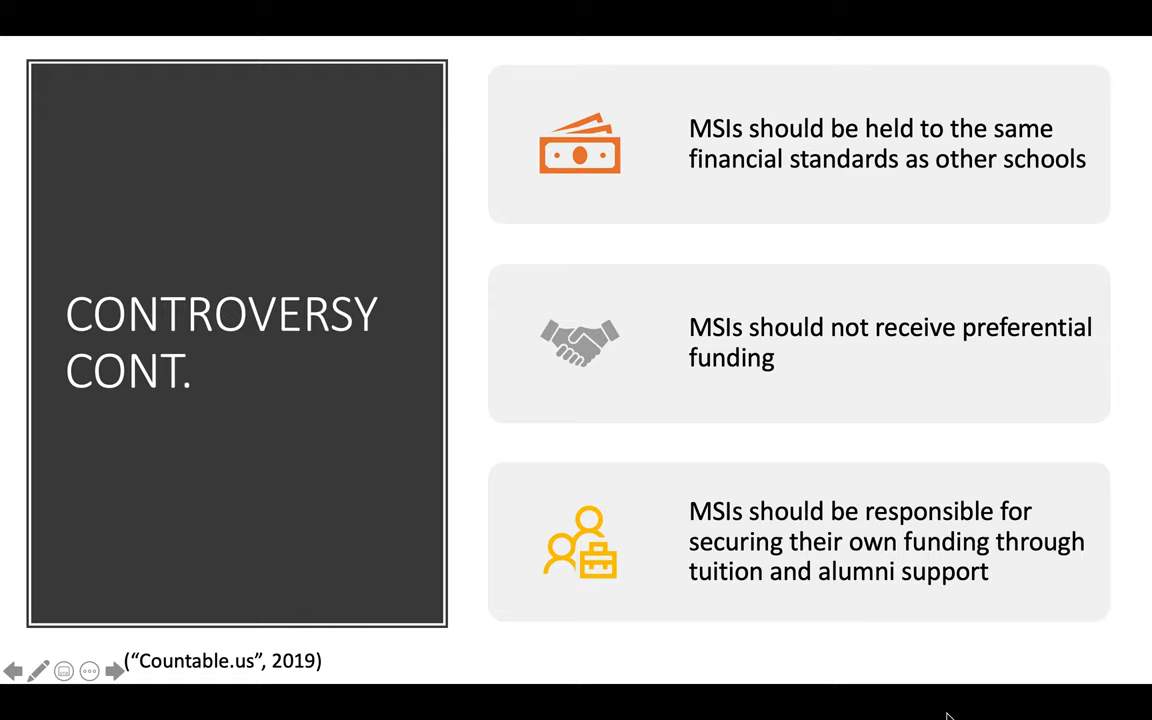 CONTROVERSY
CONT.
MSIs should be held to the same
financial standards as other schools
MSIs should not receive preferential
funding
MSIs should be responsible for
securing their own funding through
tuition and alumni support
(“Countable.us”, 2019)